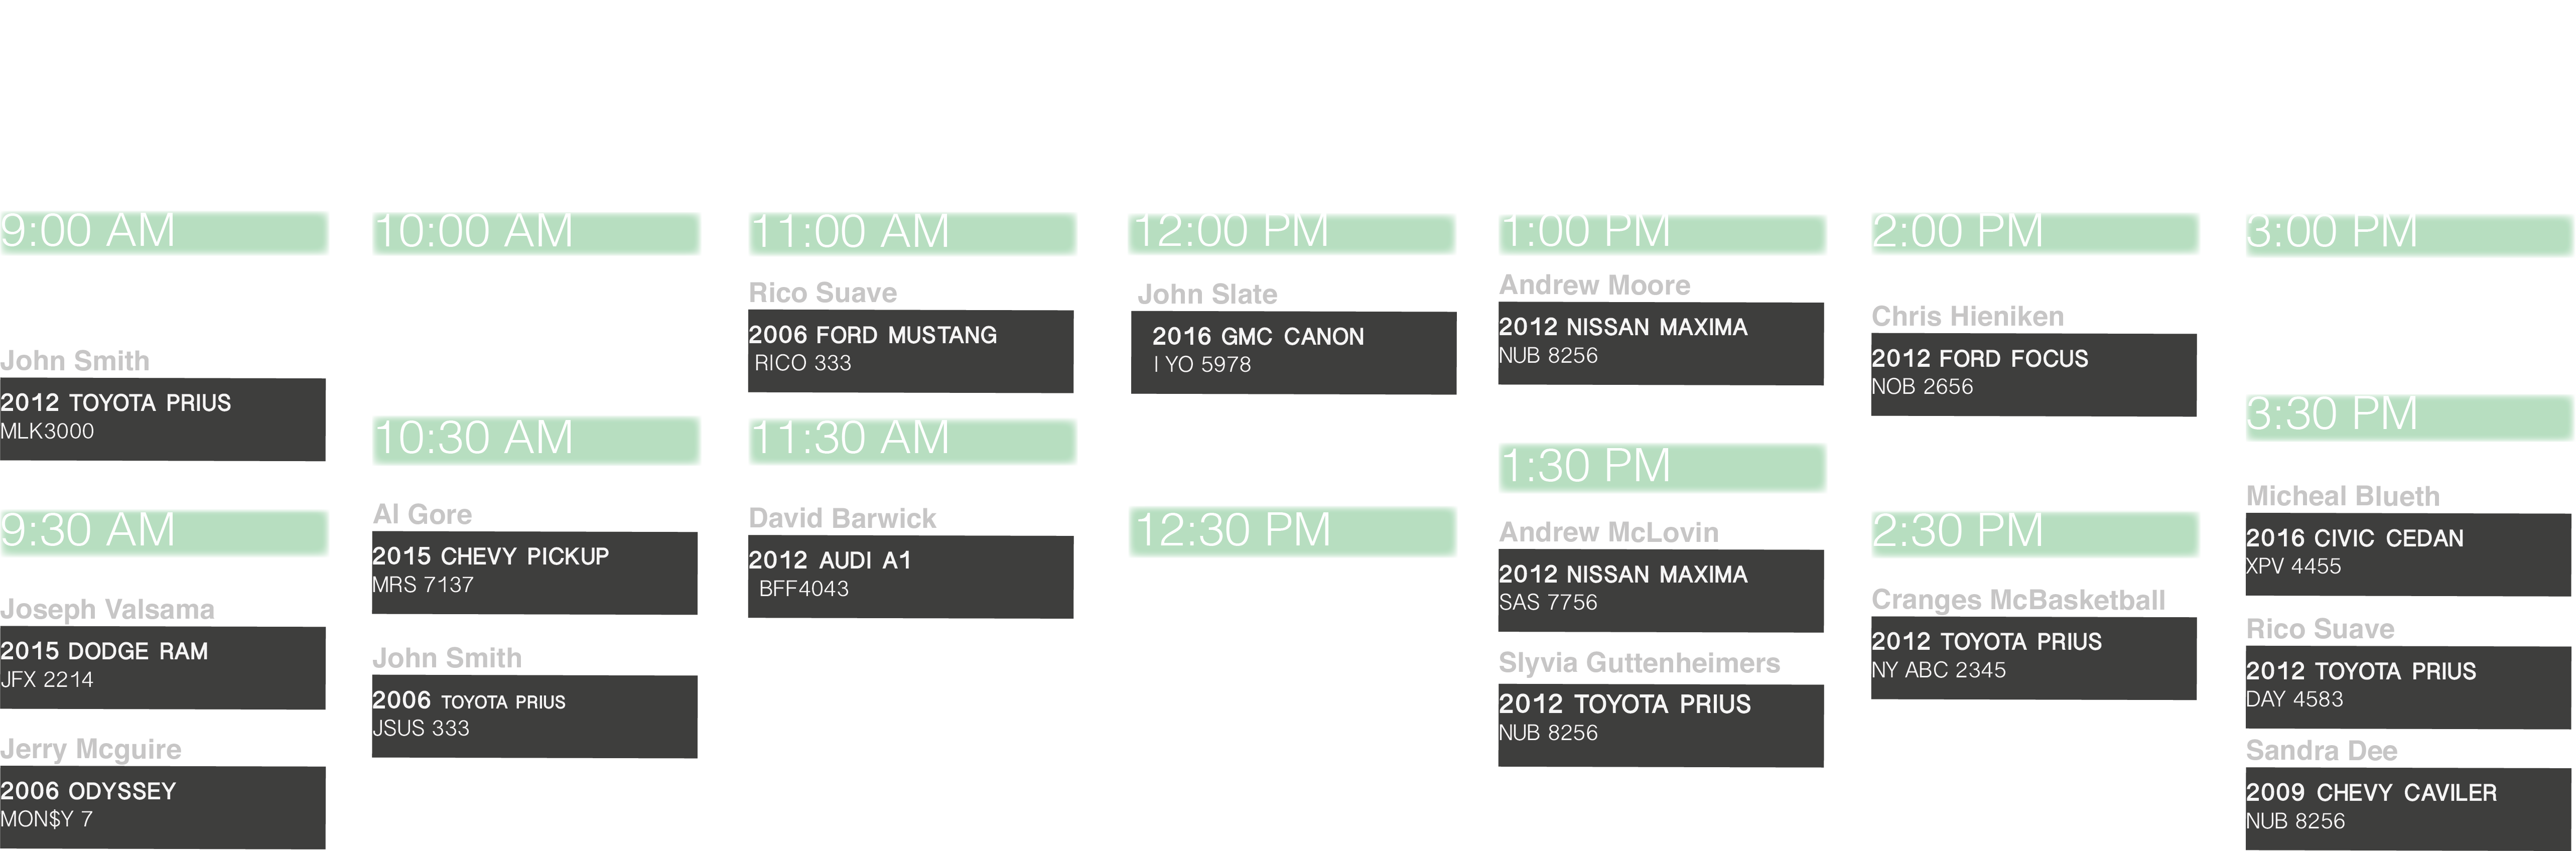 9:00 AM
John Smith
2012 TOYOTA PRIUS
MLK3000
9:30 AM
Joseph Valsama
2015 DODGE RAM
JFX 2214
Jerry Mcguire
2006 ODYSSEY
MON$Y 7
10:00 AM
10:30 AM
Al Gore
2015 CHEVY PICKUP
MRS 7137
John Smith
2006 TOYOTA PRIUS
JSUS 333
11:00 AM
Rico Suave
2006 FORD MUSTANG
RICO 333
11:30 AM
David Barwick
2012 AUDI A1
BFF4043
12:00 PM
John Slate
2016 GMC CANON
I YO 5978
12:30 PM
1:00 PM
Andrew Moore
2012 NISSAN MAXIMA
NUB 8256
1:30 PM
Andrew McLovin
2012 NISSAN MAXIMA
SAS 7756
Slyvia Guttenheimers
2012 TOYOTA PRIUS
NUB 8256
2:00 PM
Chris Hieniken
2012 FORD FOCUS
NOB 2656
2:30 PM
Cranges McBasketball
2012 TOYOTA PRIUS
NY ABC 2345
3:00 PM
3:30 PM
Micheal Blueth
2016 CIVIC CEDAN
XPV 4455
Rico Suave
2012 TOYOTA PRIUS
DAY 4583
Sandra Dee
2009 CHEVY CAVILER
NUB 8256